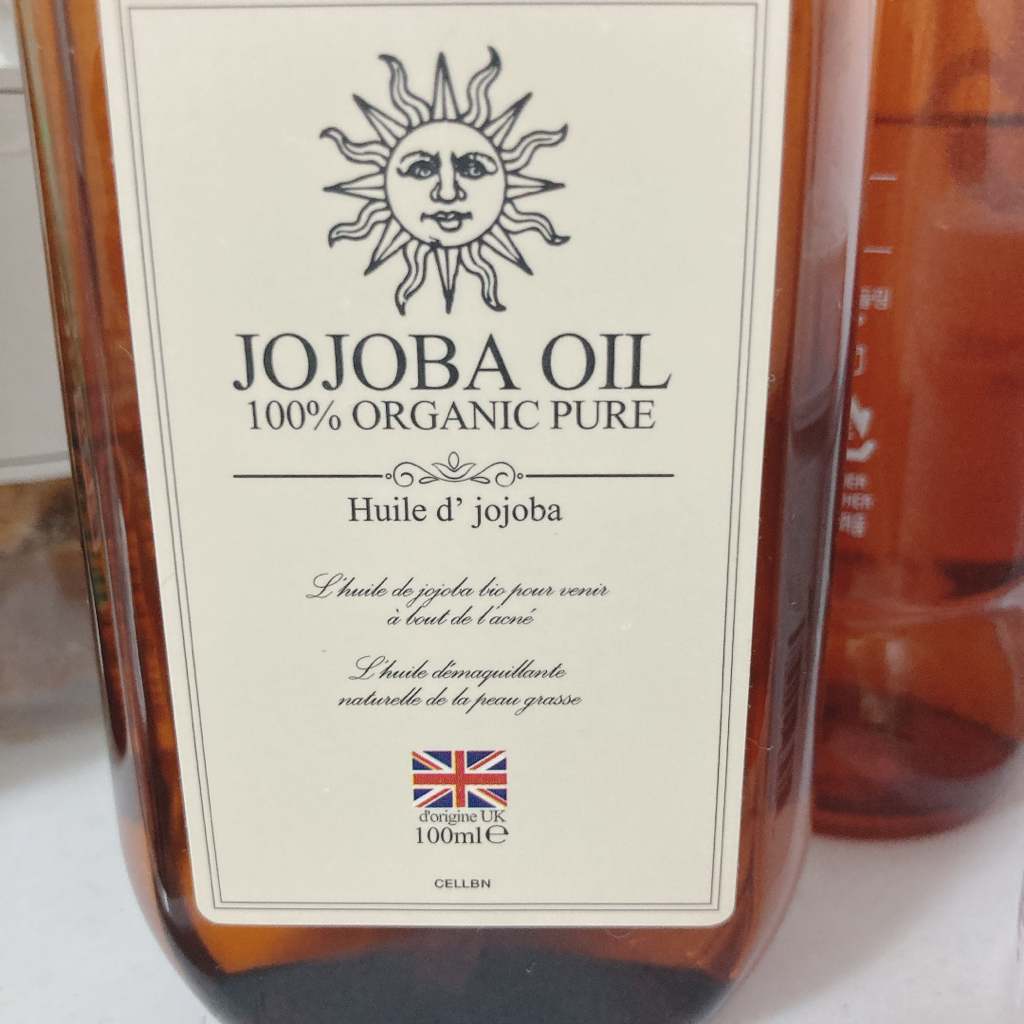 JOJOBA OIL
100% ORGANIC PURE
Huile d' jojoba
L'huile de jojoba bio pour venir
à bout de l'acné
L'huile démaquillante
naturelle de la peau grasse
d'origine UK
100ml℮
CELLBN